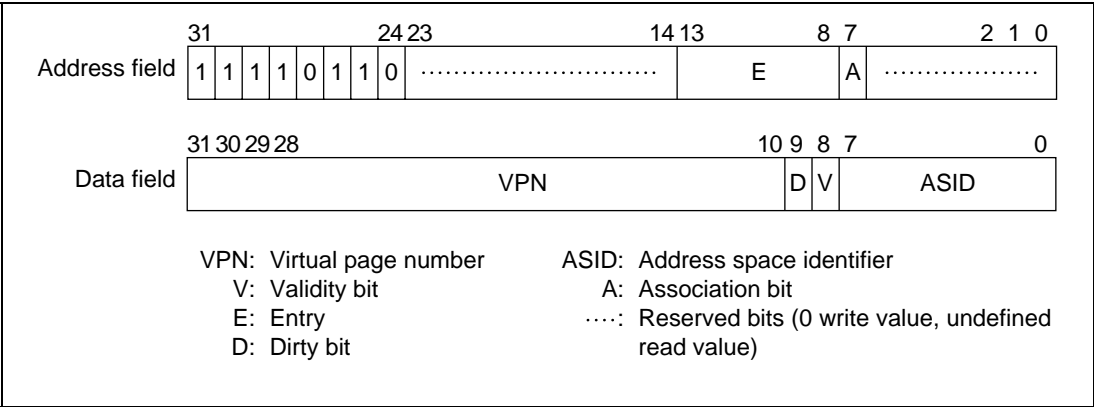 31 24 23 14 13 8 7 2 1 0
Address field 1 1 1 1 0 1 1 0 ............................. E A ...................
31 30 29 28 10 9 8 7 0
Data field VPN D V ASID
VPN: Virtual page number ASID: Address space identifier
V: Validity bit A: Association bit
E: Entry ....: Reserved bits (0 write value, undefined
D: Dirty bit read value)